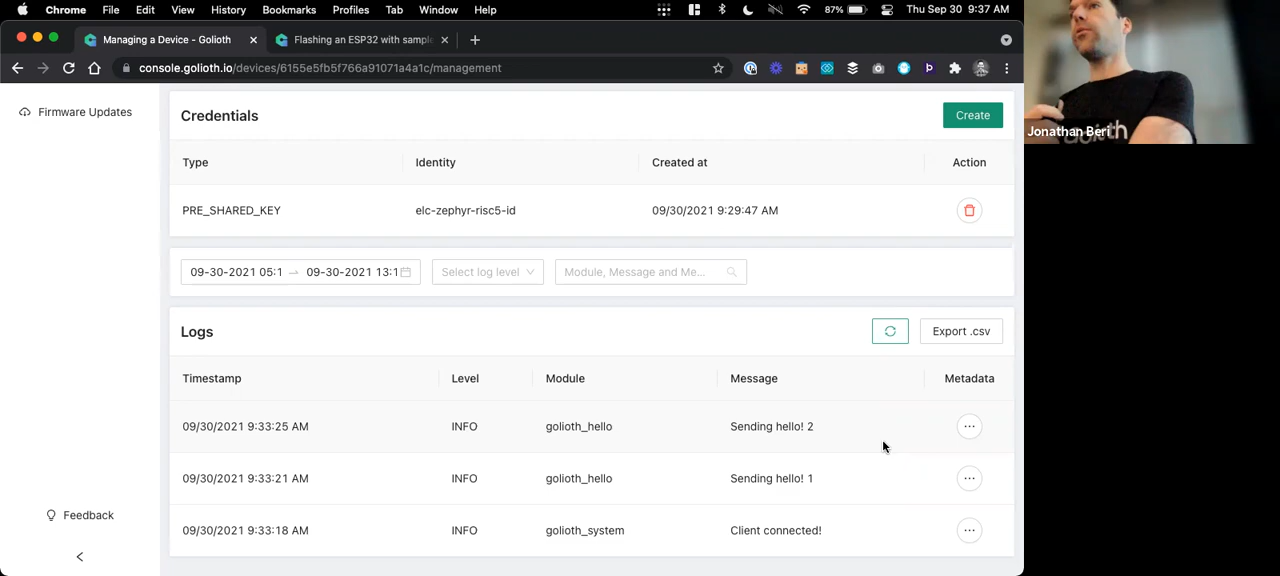 Chrome File Edit View History Bookmarks Profiles Tab Window Help 87% Thu Sep 30 9:37 AM
Managing a Device - Golioth Flashing an ESP32 with sample
console.golioth.io/devices/6155e5fb5f766a91071a4a1c/management
Firmware Updates
Credentials Create
Type Identity Created at Action
PRE_SHARED_KEY elc-zephyr-risc5-id 09/30/2021 9:29:47 AM
09-30-2021 05:1 → 09-30-2021 13:1 Select log level Module, Message and Me...
Logs Export .csv
Timestamp Level Module Message Metadata
09/30/2021 9:33:25 AM INFO golioth_hello Sending hello! 2
09/30/2021 9:33:21 AM INFO golioth_hello Sending hello! 1
09/30/2021 9:33:18 AM INFO golioth_system Client connected!
Feedback
Jonathan Beri
golioth